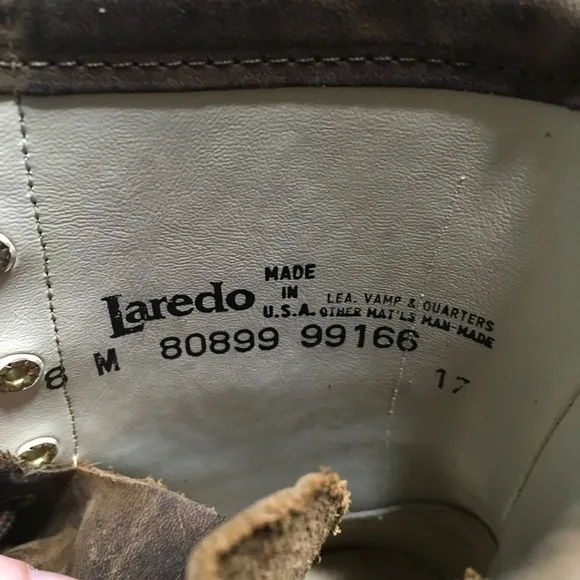 Laredo
MADE
IN
U.S.A.
LEA. VAMP & QUARTERS
OTHER MAT'LS MAN-MADE
8 M 80899 99166
17